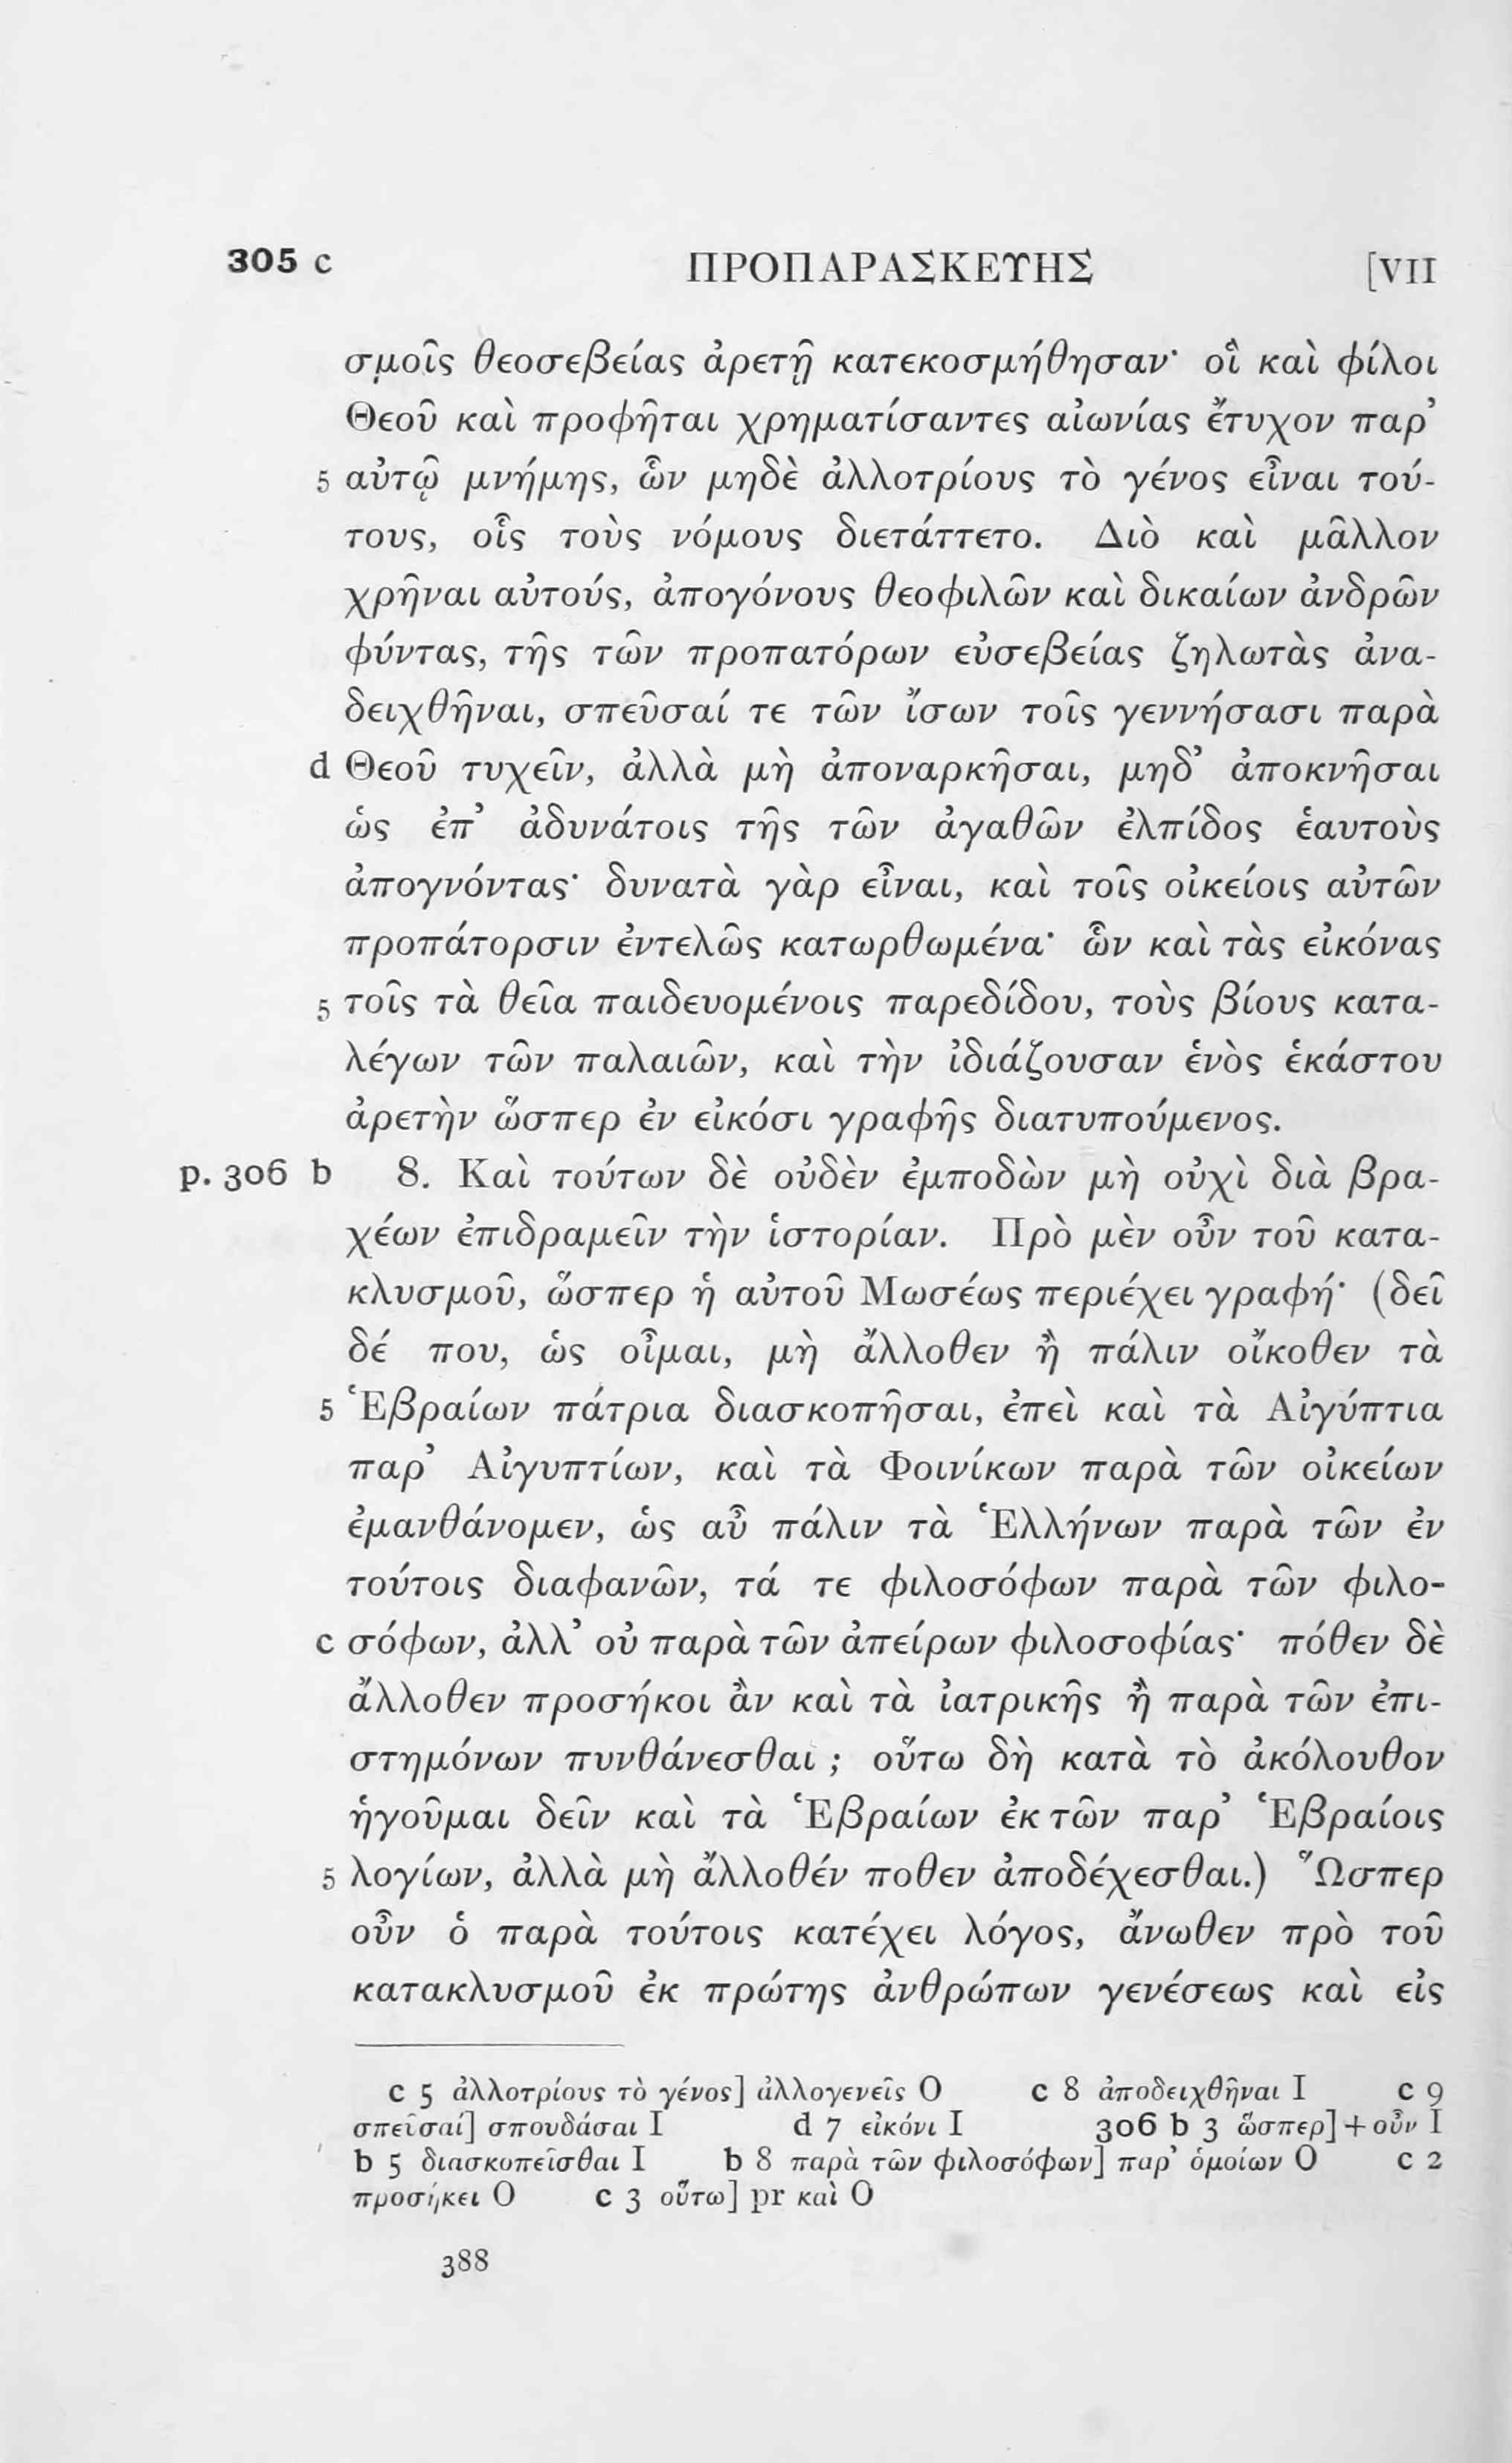 305 c ΠΡΟΠΑΡΑΣΚΕΥΗΣ [VII
σμοῖς θεοσεβείας ἀρετῇ κατεκοσμήθησαν· οἳ καὶ φίλοι
Θεοῦ καὶ προφῆται χρηματίσαντες αἰωνίας ἔτυχον παρ’
5 αὐτῷ μνήμης, ὧν μηδὲ ἀλλοτρίους τὸ γένος εἶναι τού-
τους, οἷς τοὺς νόμους διετάττετο. Διὸ καὶ μᾶλλον
χρῆναι αὐτούς, ἀπογόνους θεοφιλῶν καὶ δικαίων ἀνδρῶν
φύντας, τῆς τῶν προπατόρων εὐσεβείας ζηλωτὰς ἀνα-
δειχθῆναι, σπεῦσαί τε τῶν ἴσων τοῖς γεννήσασι παρὰ
d Θεοῦ τυχεῖν, ἀλλὰ μὴ ἀποναρκῆσαι, μηδ’ ἀποκνῆσαι
ὡς ἐπ’ ἀδυνάτοις τῆς τῶν ἀγαθῶν ἐλπίδος ἑαυτοὺς
ἀπογνόντας· δυνατὰ γὰρ εἶναι, καὶ τοῖς οἰκείοις αὐτῶν
προπάτορσιν ἐντελῶς κατωρθωμένα· ὧν καὶ τὰς εἰκόνας
5 τοῖς τὰ θεῖα παιδευομένοις παρεδίδου, τοὺς βίους κατα-
λέγων τῶν παλαιῶν, καὶ τὴν ἰδιάζουσαν ἑνὸς ἑκάστου
ἀρετὴν ὥσπερ ἐν εἰκόσι γραφῆς διατυπούμενος.
p. 306 b 8. Καὶ τούτων δὲ οὐδὲν ἐμποδὼν μὴ οὐχὶ διὰ βρα-
χέων ἐπιδραμεῖν τὴν ἱστορίαν. Πρὸ μὲν οὖν τοῦ κατα-
κλυσμοῦ, ὥσπερ ἡ αὐτοῦ Μωσέως περιέχει γραφή· (δεῖ
δέ που, ὡς οἶμαι, μὴ ἄλλοθεν ἢ πάλιν οἴκοθεν τὰ
5 Ἑβραίων πάτρια διασκοπῆσαι, ἐπεὶ καὶ τὰ Αἰγύπτια
παρ’ Αἰγυπτίων, καὶ τὰ Φοινίκων παρὰ τῶν οἰκείων
ἐμανθάνομεν, ὡς αὖ πάλιν τὰ Ἑλλήνων παρὰ τῶν ἐν
τούτοις διαφανῶν, τά τε φιλοσόφων παρὰ τῶν φιλο-
c σόφων, ἀλλ’ οὐ παρὰ τῶν ἀπείρων φιλοσοφίας· πόθεν δὲ
ἄλλοθεν προσήκοι ἂν καὶ τὰ ἰατρικῆς ἢ παρὰ τῶν ἐπι-
στημόνων πυνθάνεσθαι ; οὕτω δὴ κατὰ τὸ ἀκόλουθον
ἡγοῦμαι δεῖν καὶ τὰ Ἑβραίων ἐκ τῶν παρ’ Ἑβραίοις
5 λογίων, ἀλλὰ μὴ ἄλλοθέν ποθεν ἀποδέχεσθαι.) Ὥσπερ
οὖν ὁ παρὰ τούτοις κατέχει λόγος, ἄνωθεν πρὸ τοῦ
κατακλυσμοῦ ἐκ πρώτης ἀνθρώπων γενέσεως καὶ εἰς
c 5 ἀλλοτρίους τὸ γένος] ἀλλογενεῖς O c 8 ἀποδειχθῆναι I c 9
σπεῖσαί] σπουδάσαι I d 7 εἰκόνι I 306 b 3 ὥσπερ] + οὖν I
b 5 διασκοπεῖσθαι I b 8 παρὰ τῶν φιλοσόφων] παρ’ ὁμοίων O c 2
προσήκει O c 3 οὕτω] pr καὶ O
388